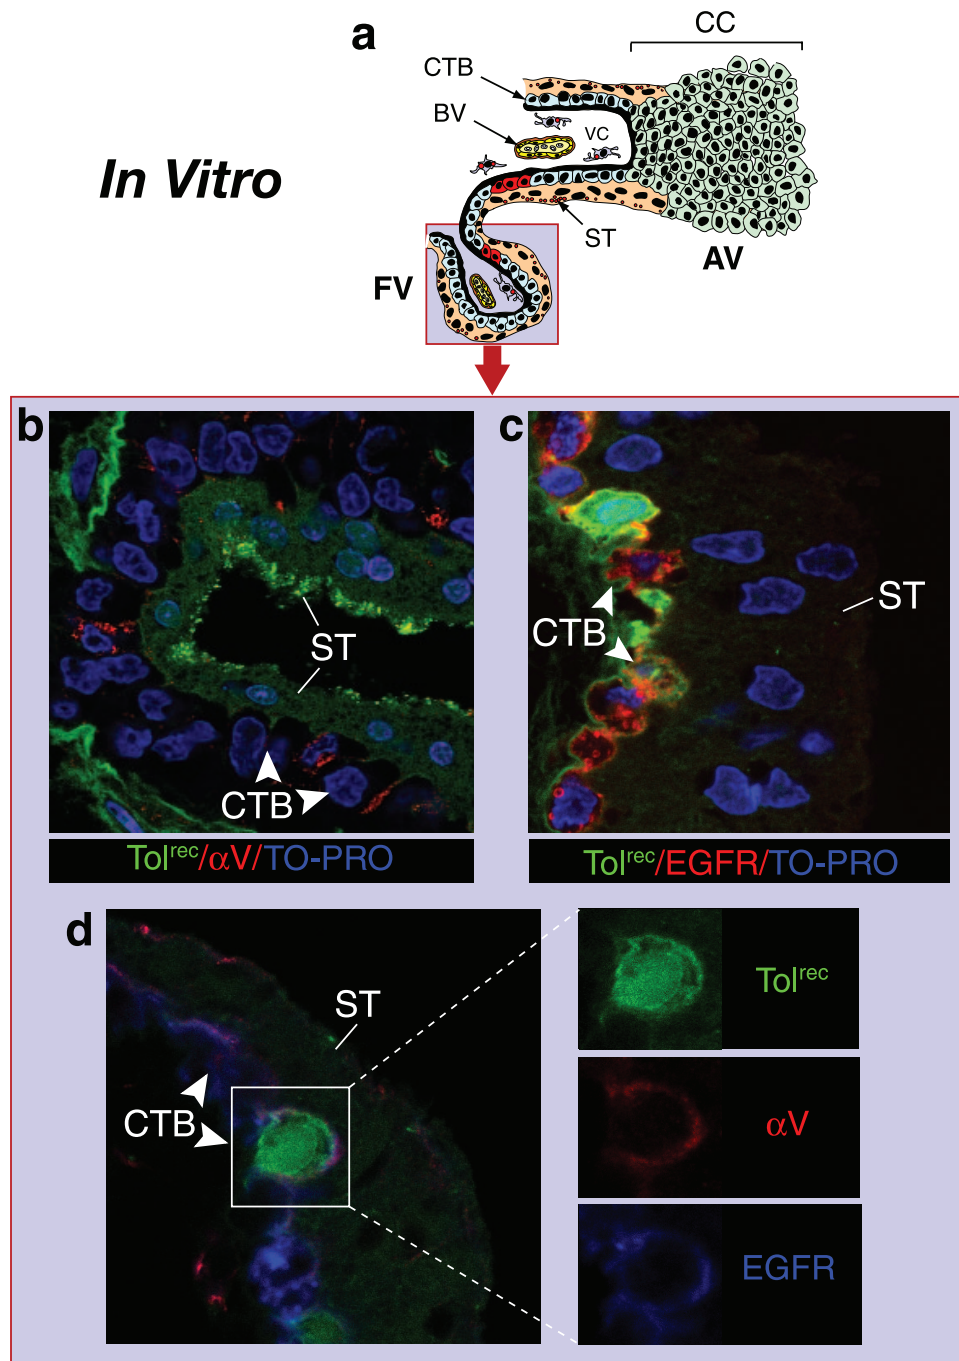 a
CC
CTB
BV
VC
In Vitro
ST
AV
FV
b
c
ST
CTB
Tolrec/αV/TO-PRO
ST
CTB
Tolrec/EGFR/TO-PRO
d
ST
CTB
Tolrec
αV
EGFR